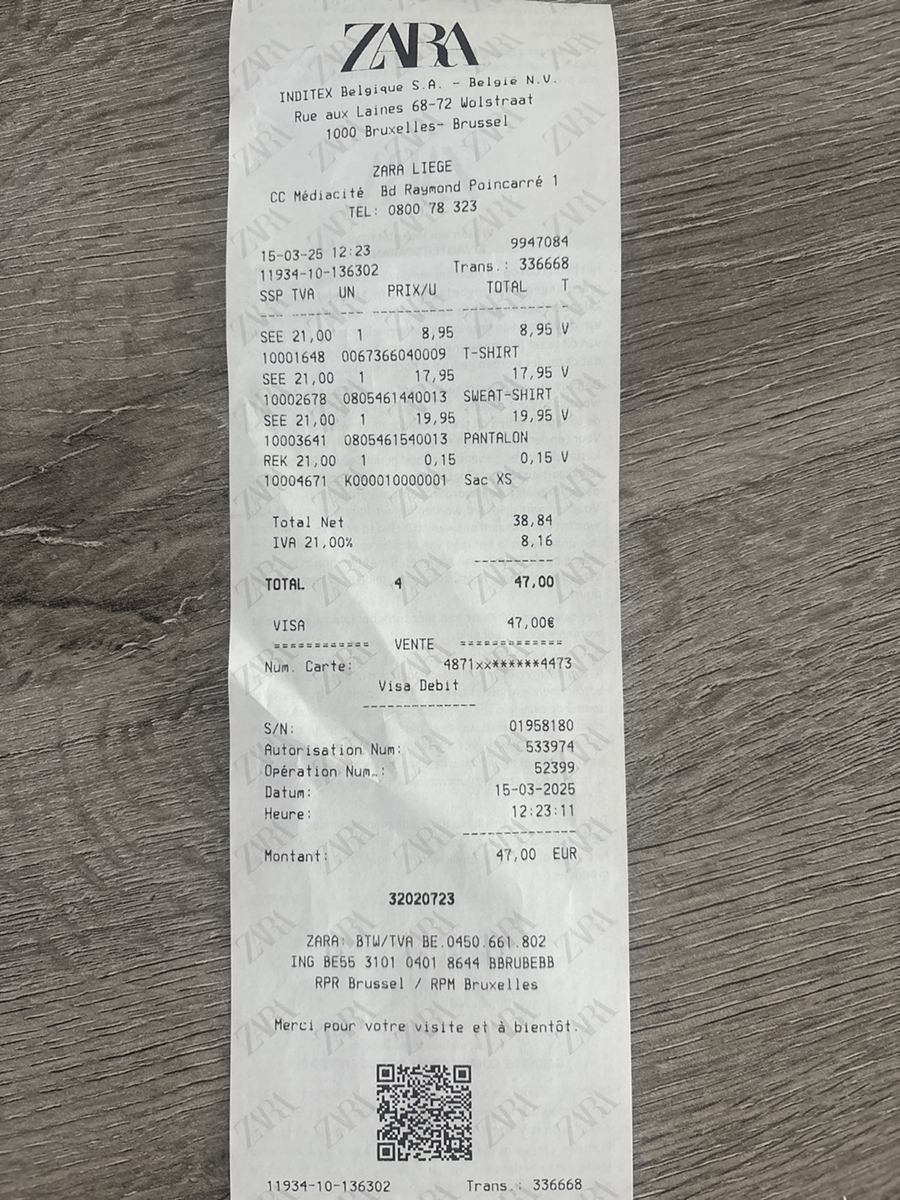 ZARA
INDITEX Belgique S.A. - België N.V.
Rue aux Laines 68-72 Wolstraat
1000 Bruxelles- Brussel
ZARA LIEGE
CC Médiacité Bd Raymond Poincarré 1
TEL: 0800 78 323
15-03-25 12:23 9947084
11934-10-136302 Trans.: 336668
SSP TVA UN PRIX/U TOTAL T
--- ---- --- ---------- ---------- -
SEE 21,00 1 8,95 8,95 V
10001648 0067366040009 T-SHIRT
SEE 21,00 1 17,95 17,95 V
10002678 0805461440013 SWEAT-SHIRT
SEE 21,00 1 19,95 19,95 V
10003641 0805461540013 PANTALON
REK 21,00 1 0,15 0,15 V
10004671 K000010000001 Sac XS
Total Net 38,84
IVA 21,00% 8,16
----------
TOTAL 4 47,00
VISA 47,00€
============ VENTE =============
Num. Carte: 4871xx******4473
Visa Debit
--------------
S/N: 01958180
Autorisation Num: 533974
Opération Num..: 52399
Datum: 15-03-2025
Heure: 12:23:11
--------------
Montant: 47,00 EUR
32020723
ZARA: BTW/TVA BE.0450.661.802
ING BE55 3101 0401 8644 BBRUBEBB
RPR Brussel / RPM Bruxelles
Merci pour votre visite et à bientôt.
11934-10-136302 Trans.: 336668